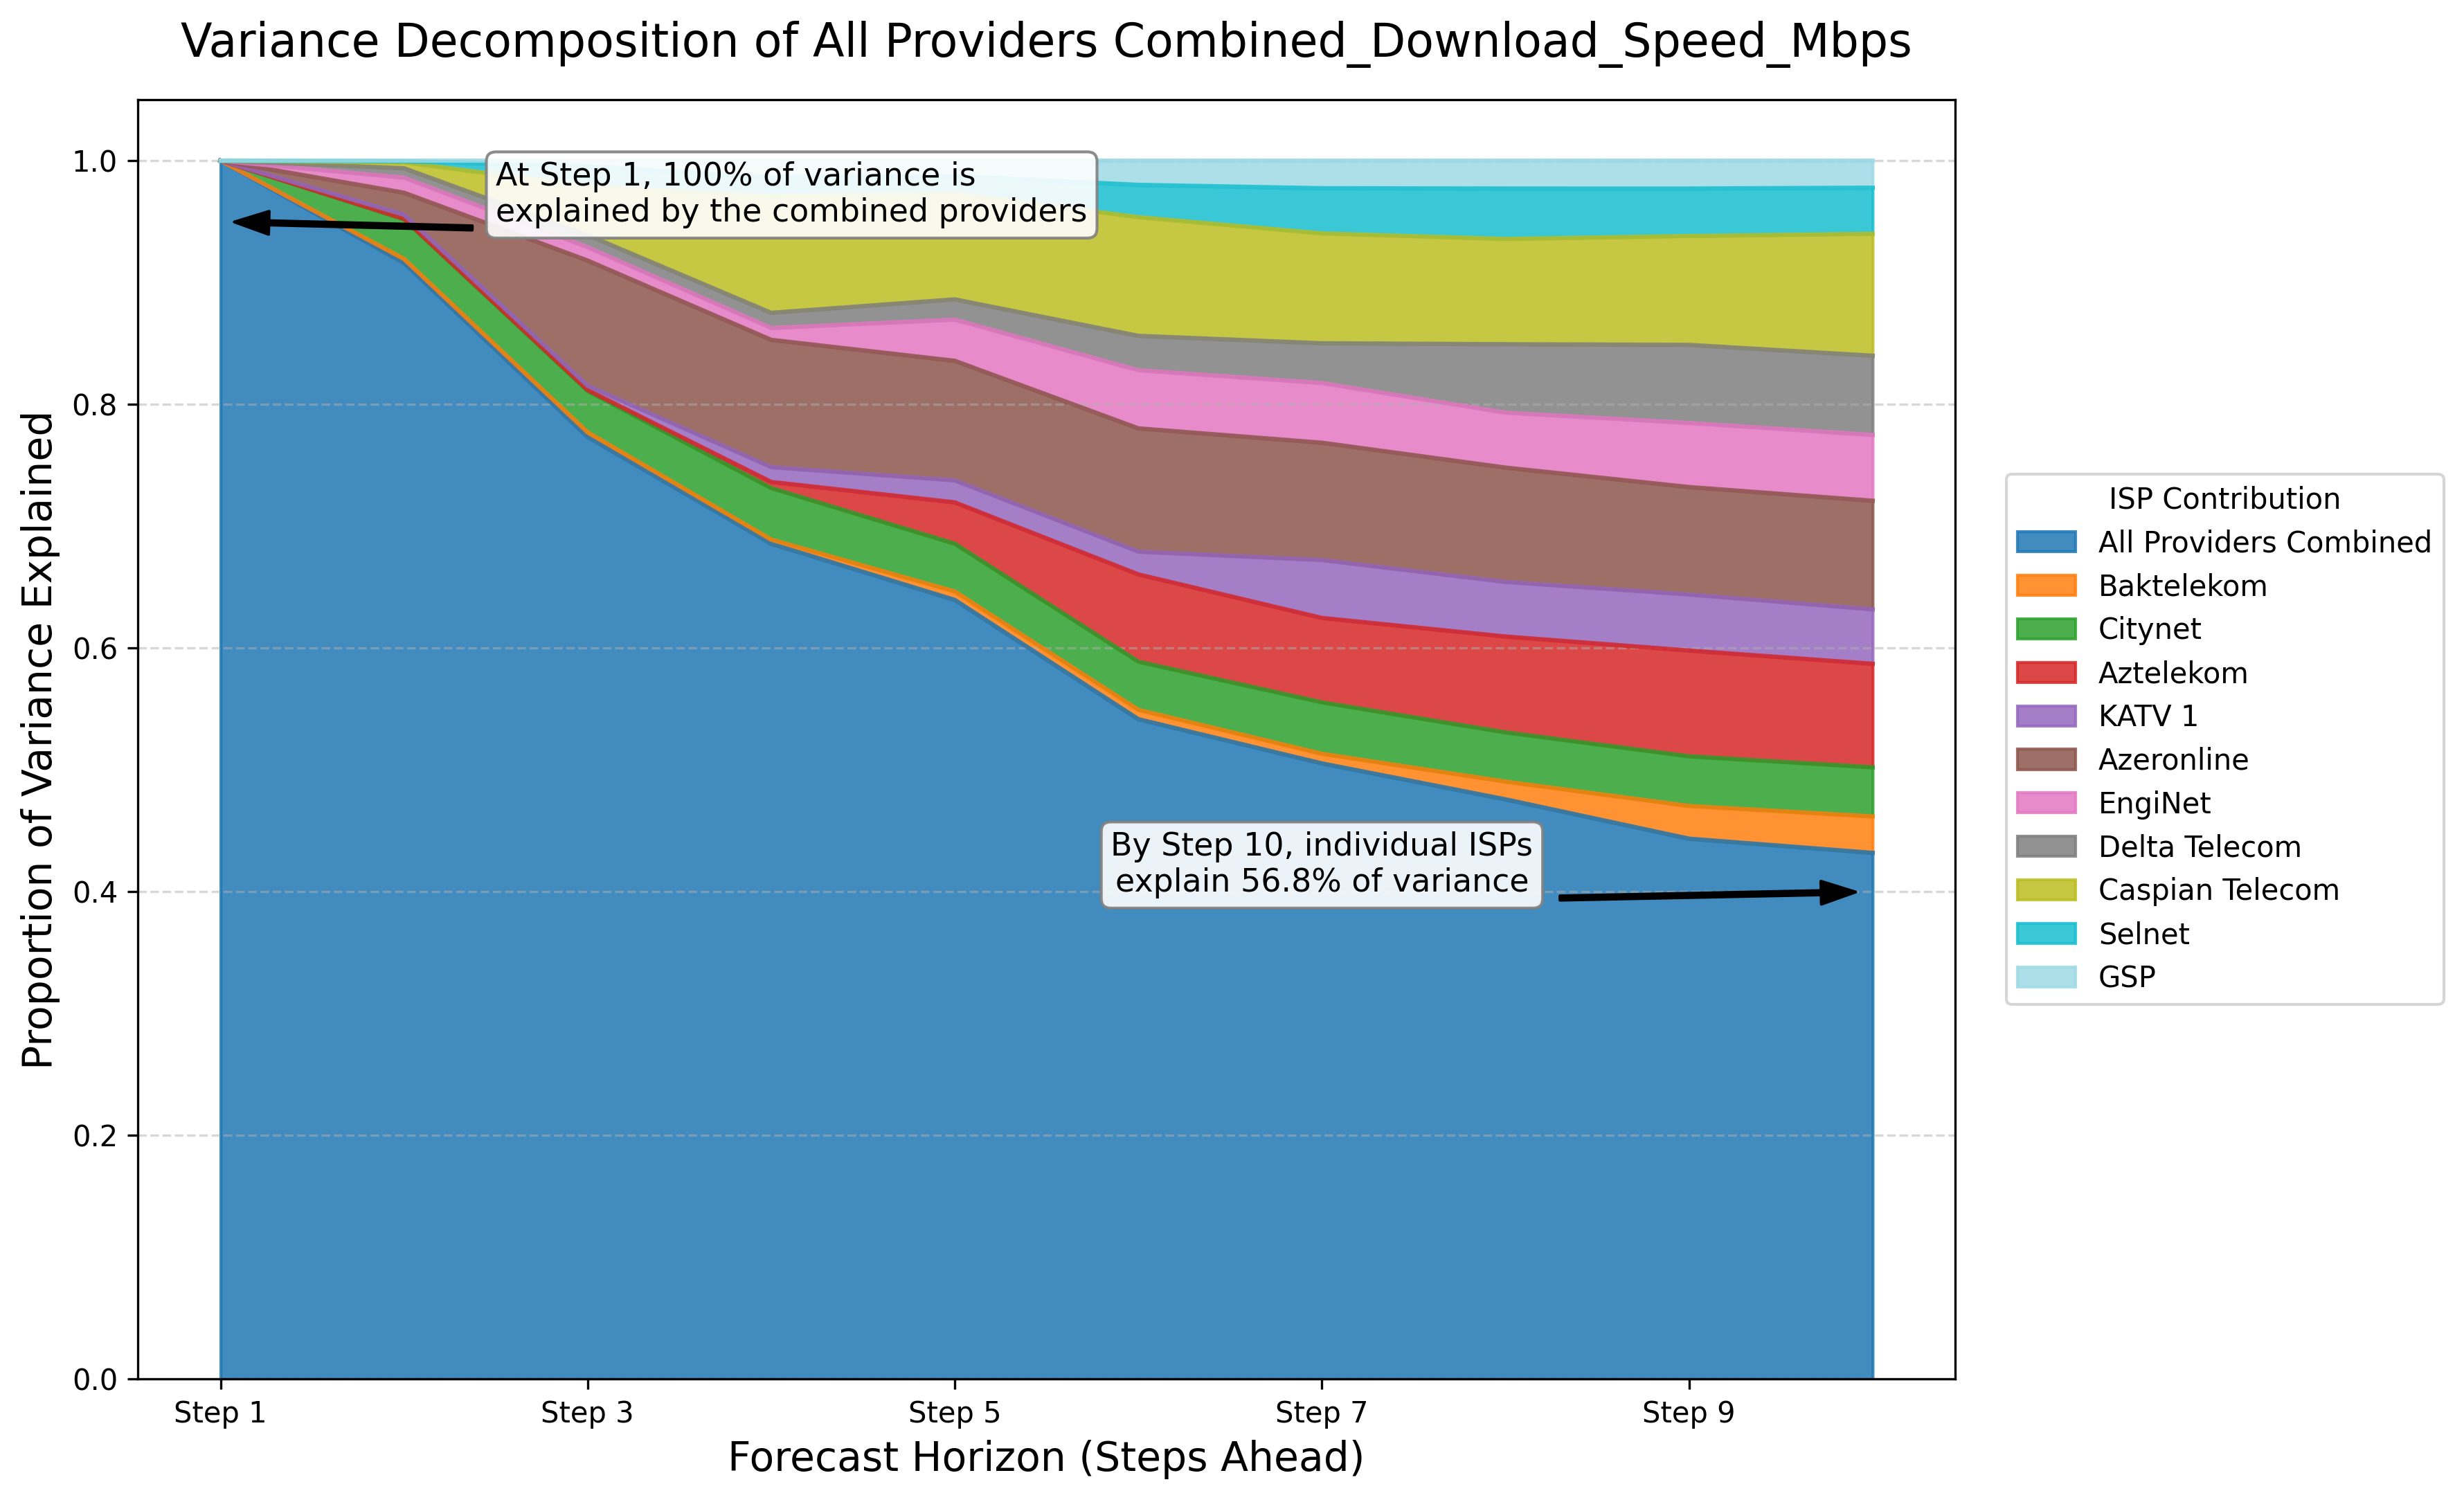 Variance Decomposition of All Providers Combined_Download_Speed_Mbps
Proportion of Variance Explained
1.0
0.8
0.6
0.4
0.2
0.0
At Step 1, 100% of variance is
explained by the combined providers
By Step 10, individual ISPs
explain 56.8% of variance
Step 1
Step 3
Step 5
Step 7
Step 9
Forecast Horizon (Steps Ahead)
ISP Contribution
All Providers Combined
Baktelekom
Citynet
Aztelekom
KATV 1
Azeronline
EngiNet
Delta Telecom
Caspian Telecom
Selnet
GSP